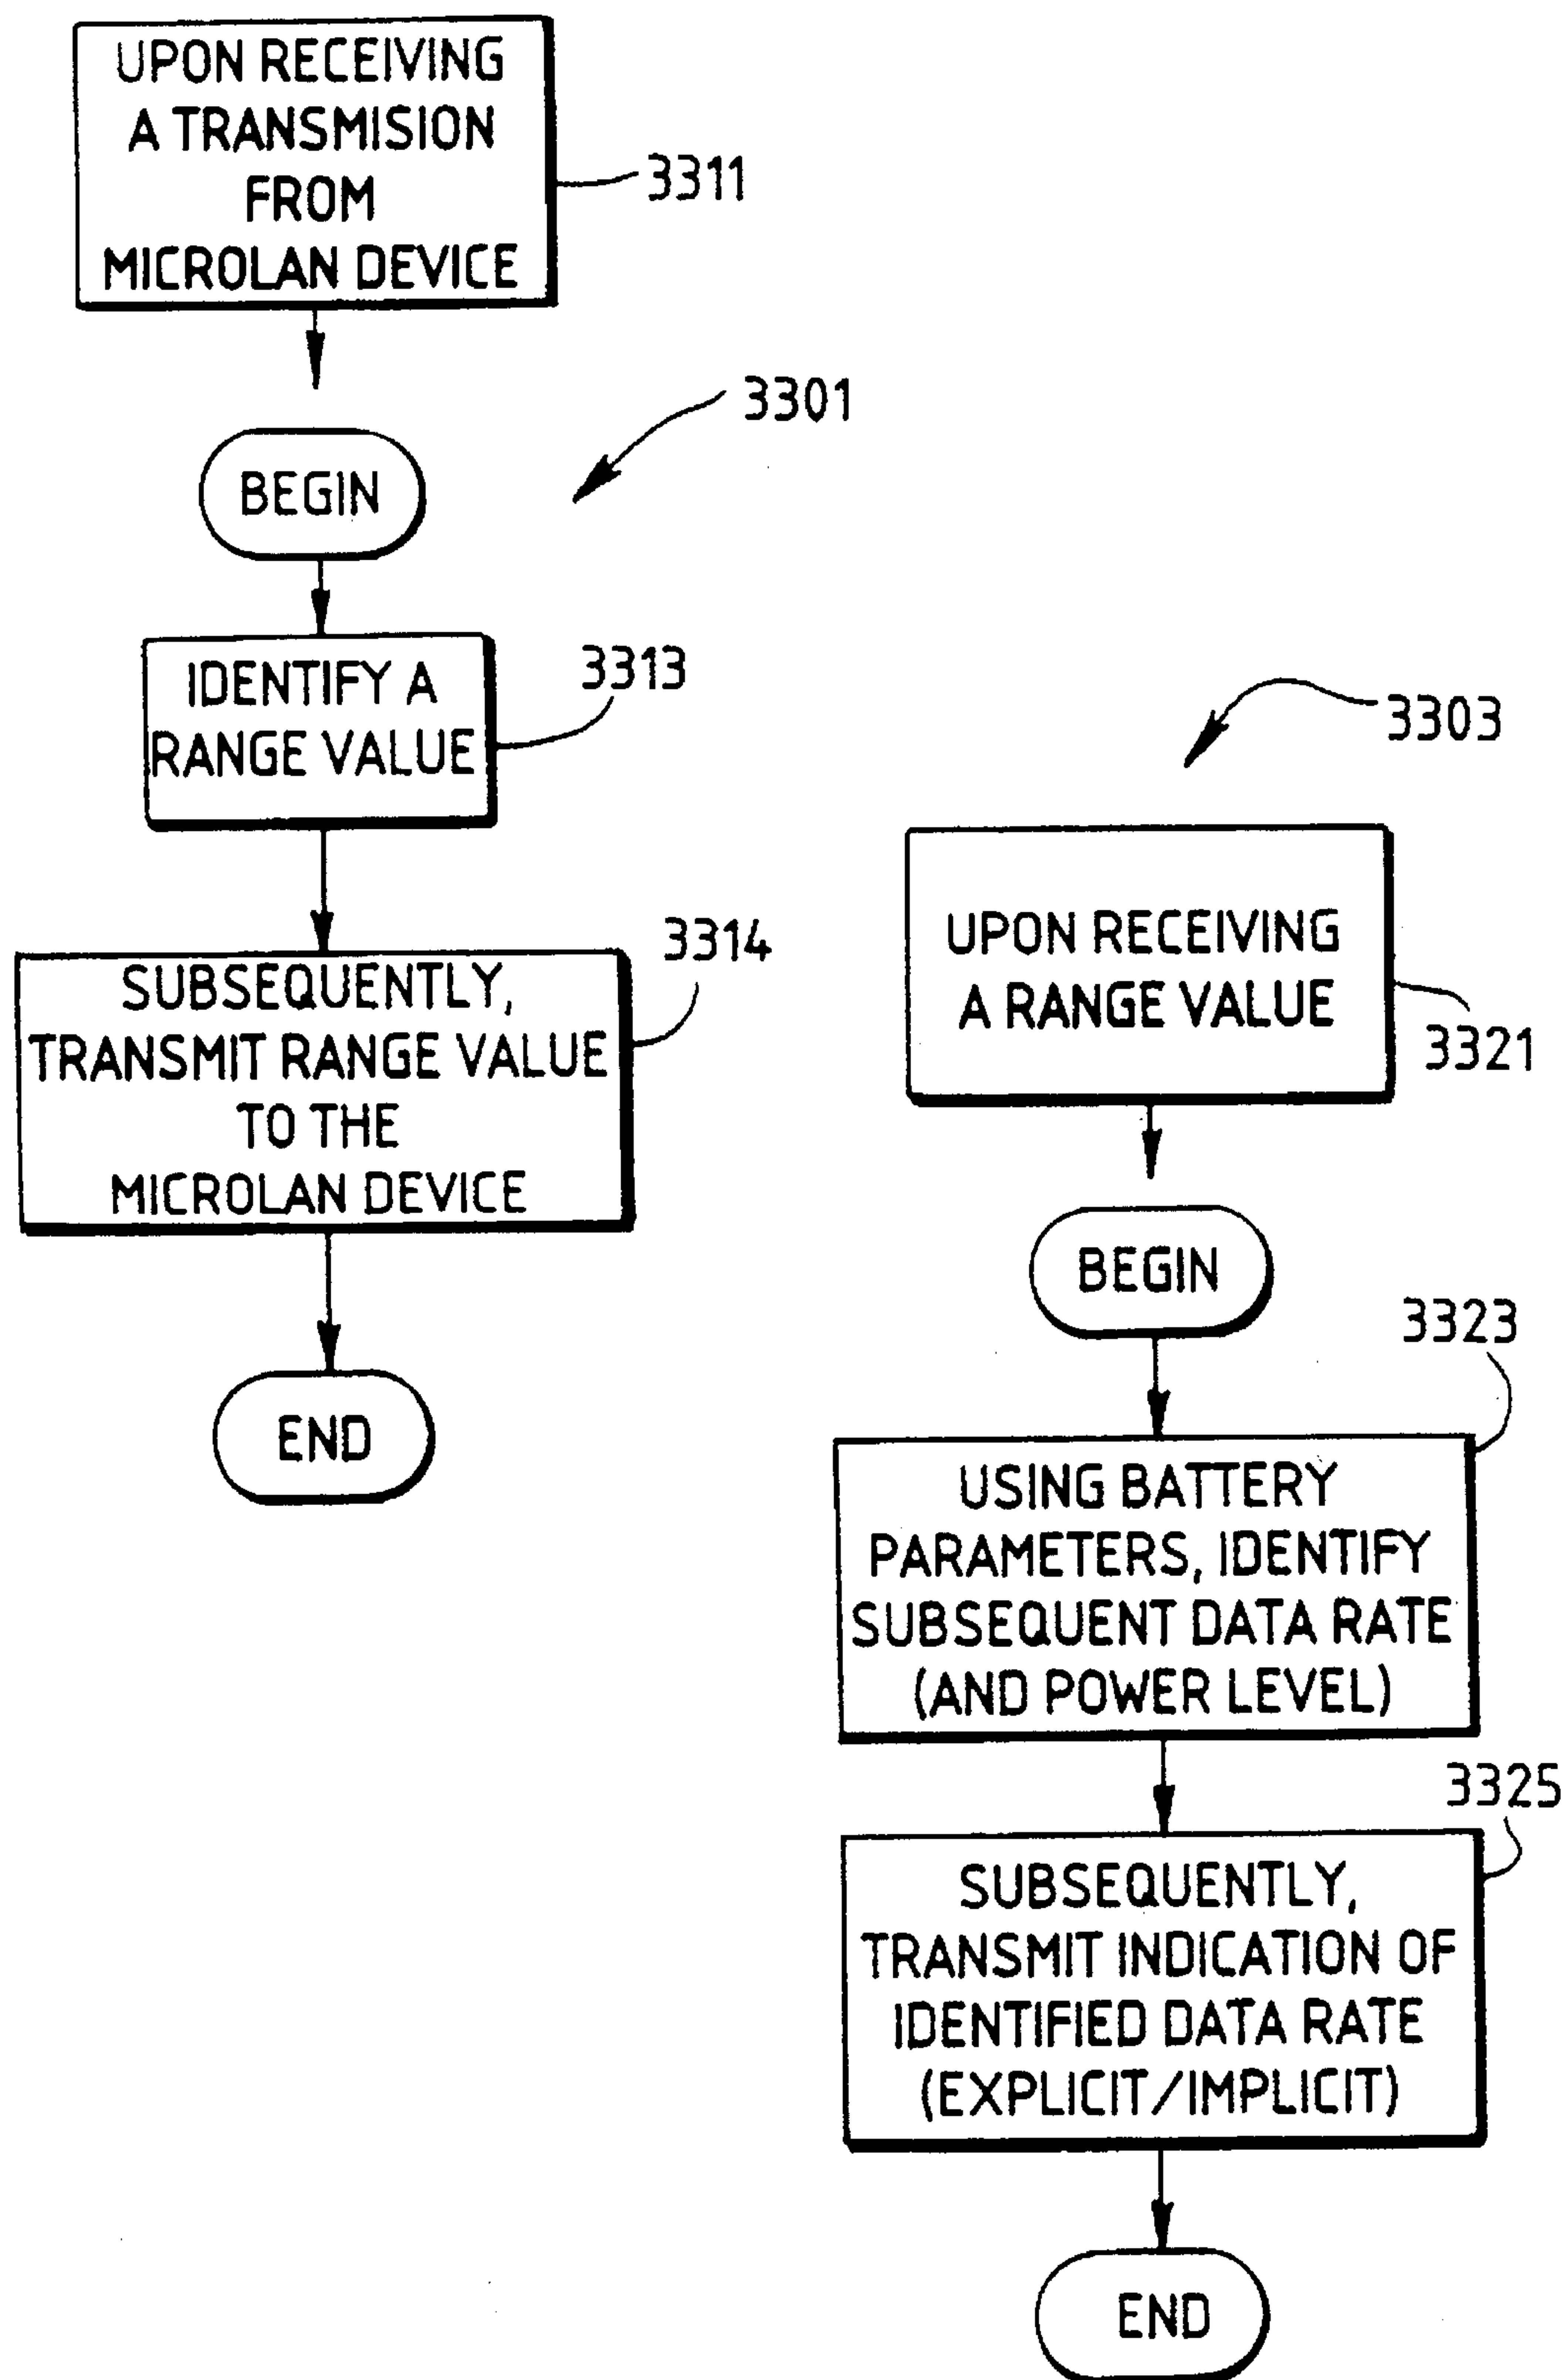 UPON RECEIVING
A TRANSMISION
FROM
MICROLAN DEVICE
3311
3301
BEGIN
IDENTIFY A
RANGE VALUE
3313
SUBSEQUENTLY,
TRANSMIT RANGE VALUE
TO THE
MICROLAN DEVICE
3314
END
3303
UPON RECEIVING
A RANGE VALUE
3321
BEGIN
3323
USING BATTERY
PARAMETERS, IDENTIFY
SUBSEQUENT DATA RATE
(AND POWER LEVEL)
3325
SUBSEQUENTLY,
TRANSMIT INDICATION OF
IDENTIFIED DATA RATE
(EXPLICIT/IMPLICIT)
END